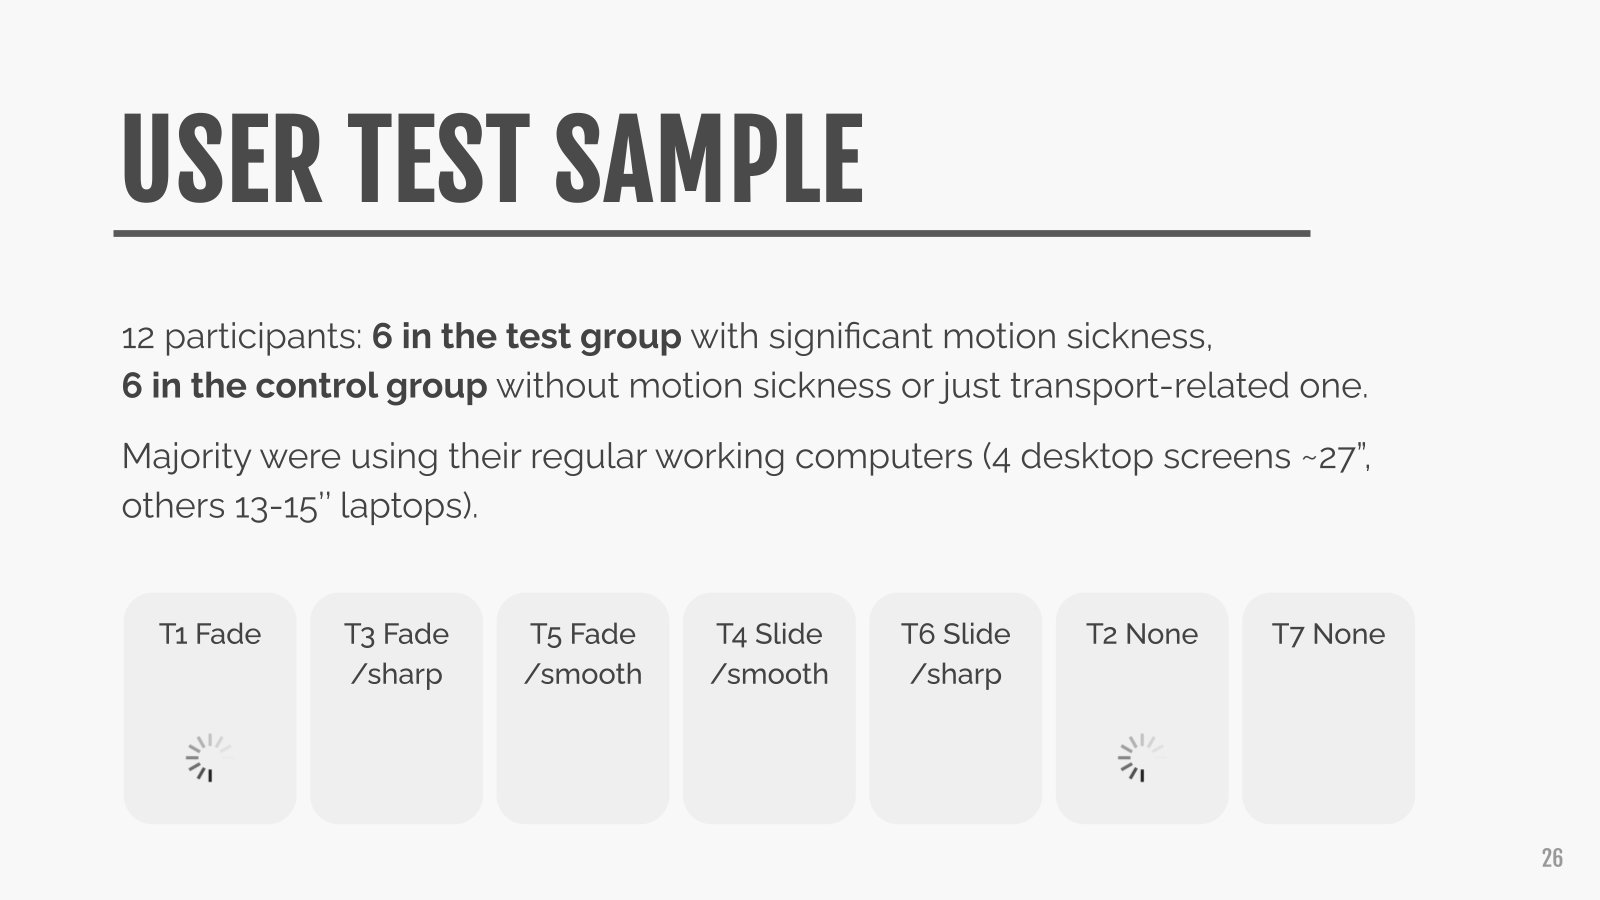 USER TEST SAMPLE
12 participants: 6 in the test group with significant motion sickness,
6 in the control group without motion sickness or just transport-related one.
Majority were using their regular working computers (4 desktop screens ~27”,
others 13-15’’ laptops).
T1 Fade
T3 Fade
/sharp
T5 Fade
/smooth
T4 Slide
/smooth
T6 Slide
/sharp
T2 None
T7 None
26